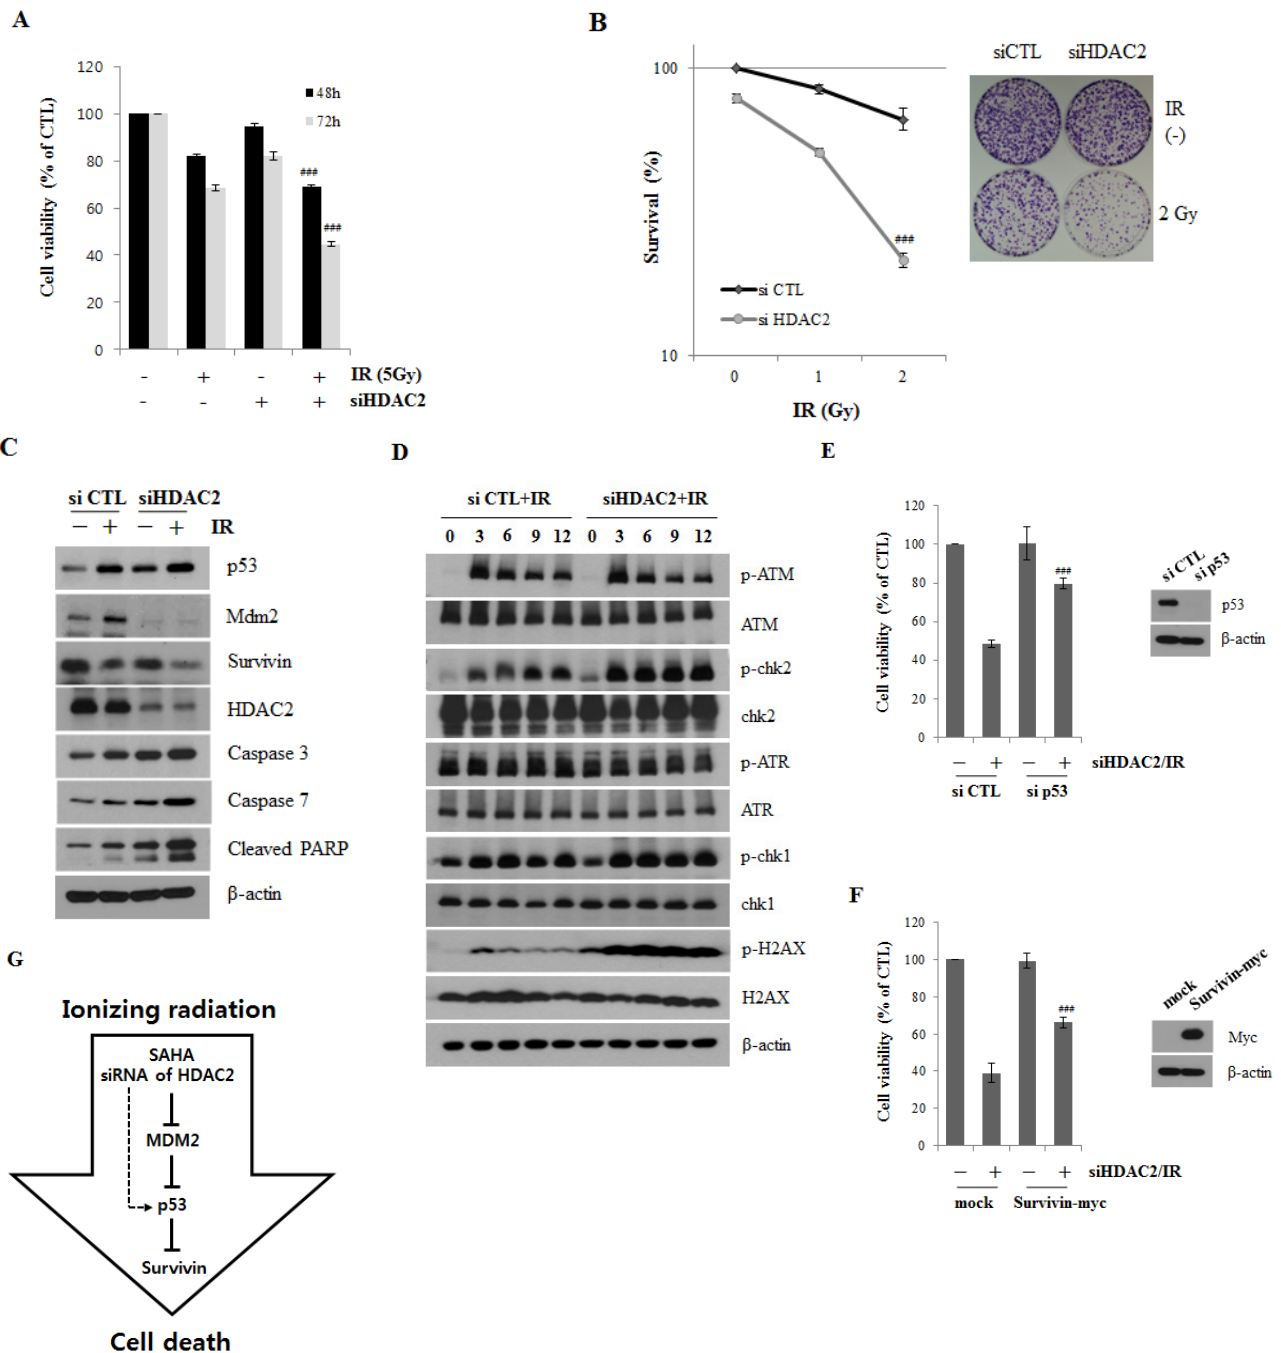 A
120
100
80
60
40
20
0
Cell viability (% of CTL)
48h
72h
###
###
- + - + IR (5Gy)
- - + + siHDAC2
B
100
10
Survival (%)
###
si CTL
si HDAC2
0 1 2
IR (Gy)
siCTL siHDAC2
IR
(-)
2 Gy
C
si CTL siHDAC2
− + − + IR
p53
Mdm2
Survivin
HDAC2
Caspase 3
Caspase 7
Cleaved PARP
β-actin
D
si CTL+IR siHDAC2+IR
0 3 6 9 12 0 3 6 9 12
p-ATM
ATM
p-chk2
chk2
p-ATR
ATR
p-chk1
chk1
p-H2AX
H2AX
β-actin
E
120
100
80
60
40
20
0
Cell viability (% of CTL)
###
− + − + siHDAC2/IR
si CTL si p53
si CTL
si p53
p53
β-actin
F
120
100
80
60
40
20
0
Cell viability (% of CTL)
###
− + − + siHDAC2/IR
mock Survivin-myc
mock
Survivin-myc
Myc
β-actin
G
Ionizing radiation
SAHA
siRNA of HDAC2
MDM2
p53
Survivin
Cell death